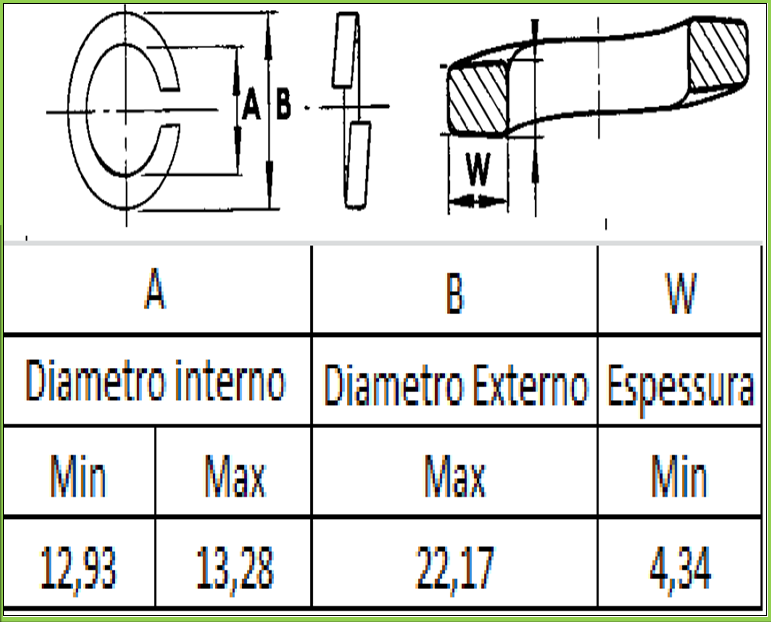 A B
W
A B W
Diametro interno Diametro Externo Espessura
Min Max Max Min
12,93 13,28 22,17 4,34